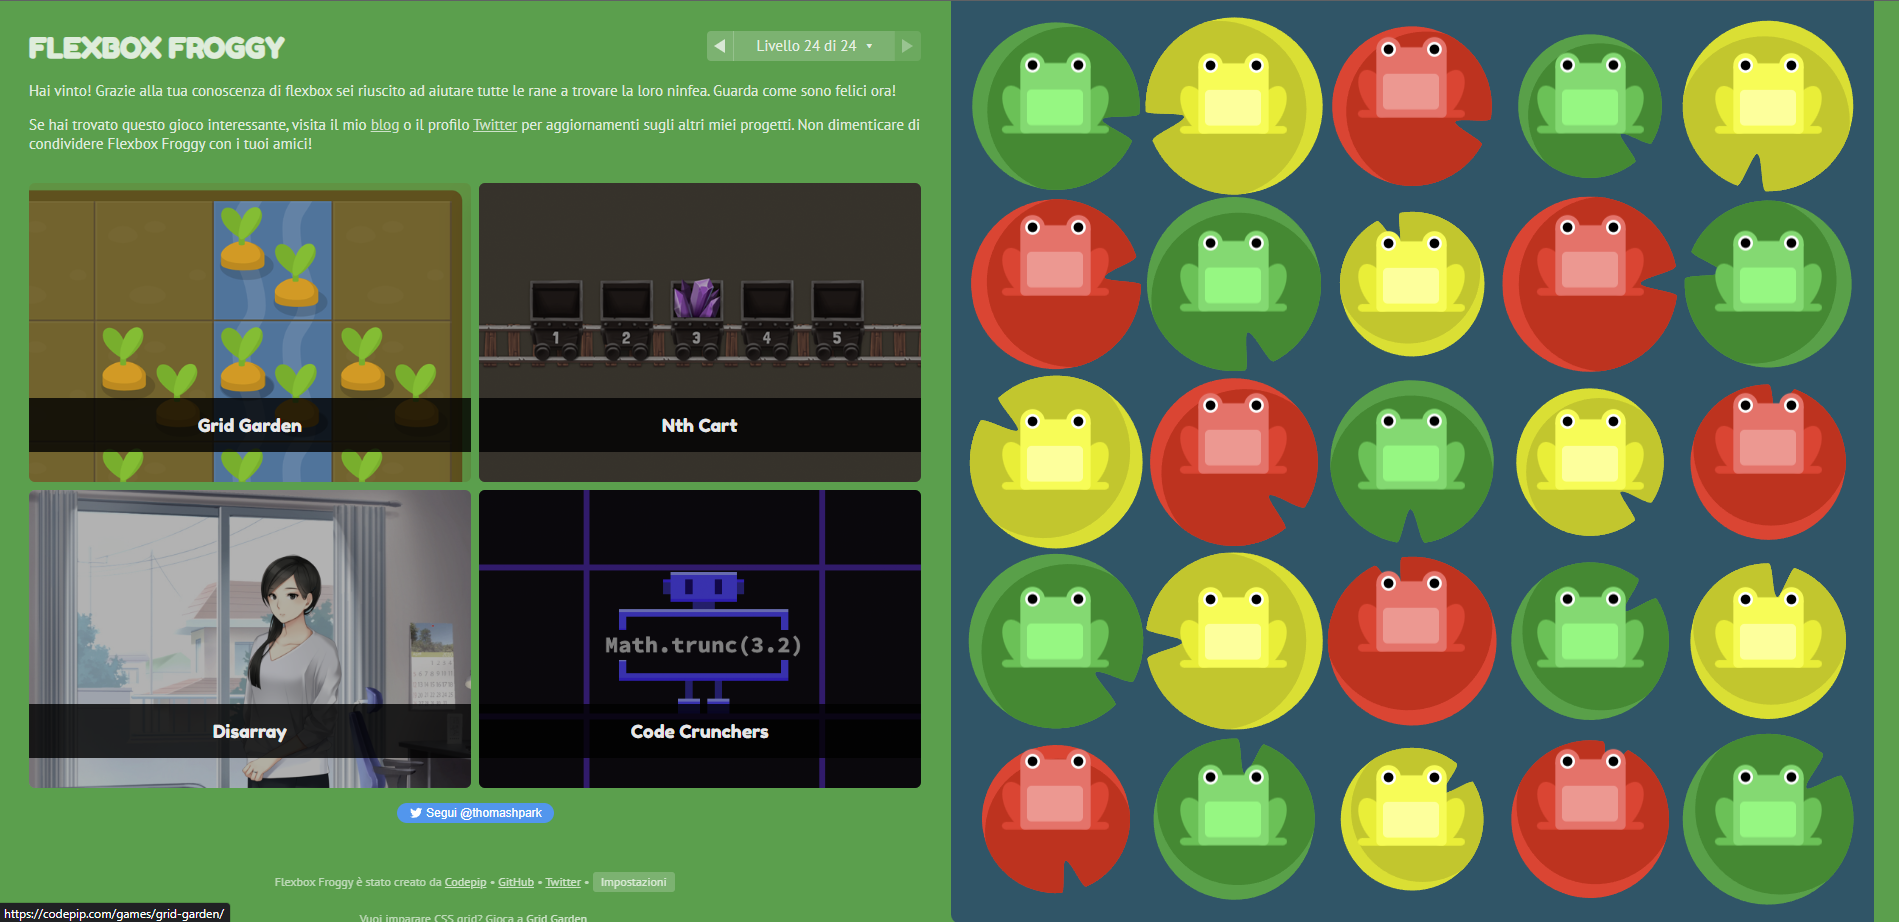 FLEXBOX FROGGY
Livello 24 di 24
Hai vinto! Grazie alla tua conoscenza di flexbox sei riuscito ad aiutare tutte le rane a trovare la loro ninfea. Guarda come sono felici ora!
Se hai trovato questo gioco interessante, visita il mio blog o il profilo Twitter per aggiornamenti sugli altri miei progetti. Non dimenticare di
condividere Flexbox Froggy con i tuoi amici!
1 2 3 4 5
Grid Garden
Nth Cart
Math.trunc(3.2)
Disarray
Code Crunchers
Segui @thomashpark
Flexbox Froggy è stato creato da Codepip • GitHub • Twitter • Impostazioni
https://codepip.com/games/grid-garden/
Vuoi imparare CSS grid? Gioca a Grid Garden